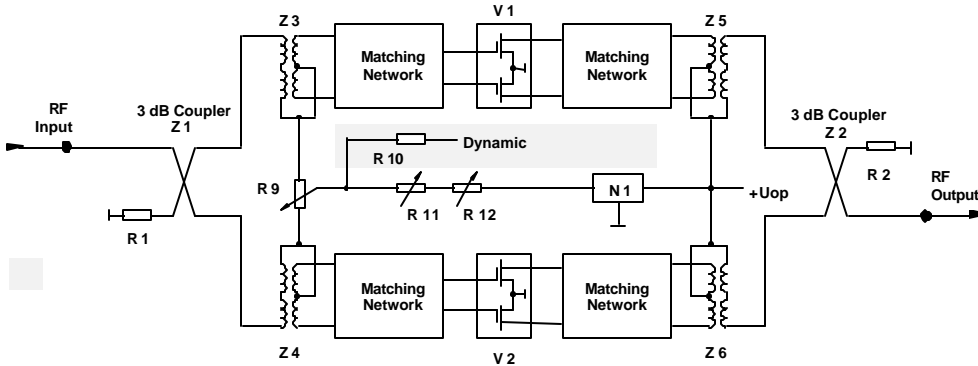 V 1
Z 3
Z 5
Matching
Network
Matching
Network
3 dB Coupler
Z 1
RF
Input
3 dB Coupler
Z 2
Dynamic
R 10
R 2
R 9
N 1
+Uop
RF
Output
R 11
R 12
R 1
Matching
Network
Matching
Network
Z 4
V 2
Z 6